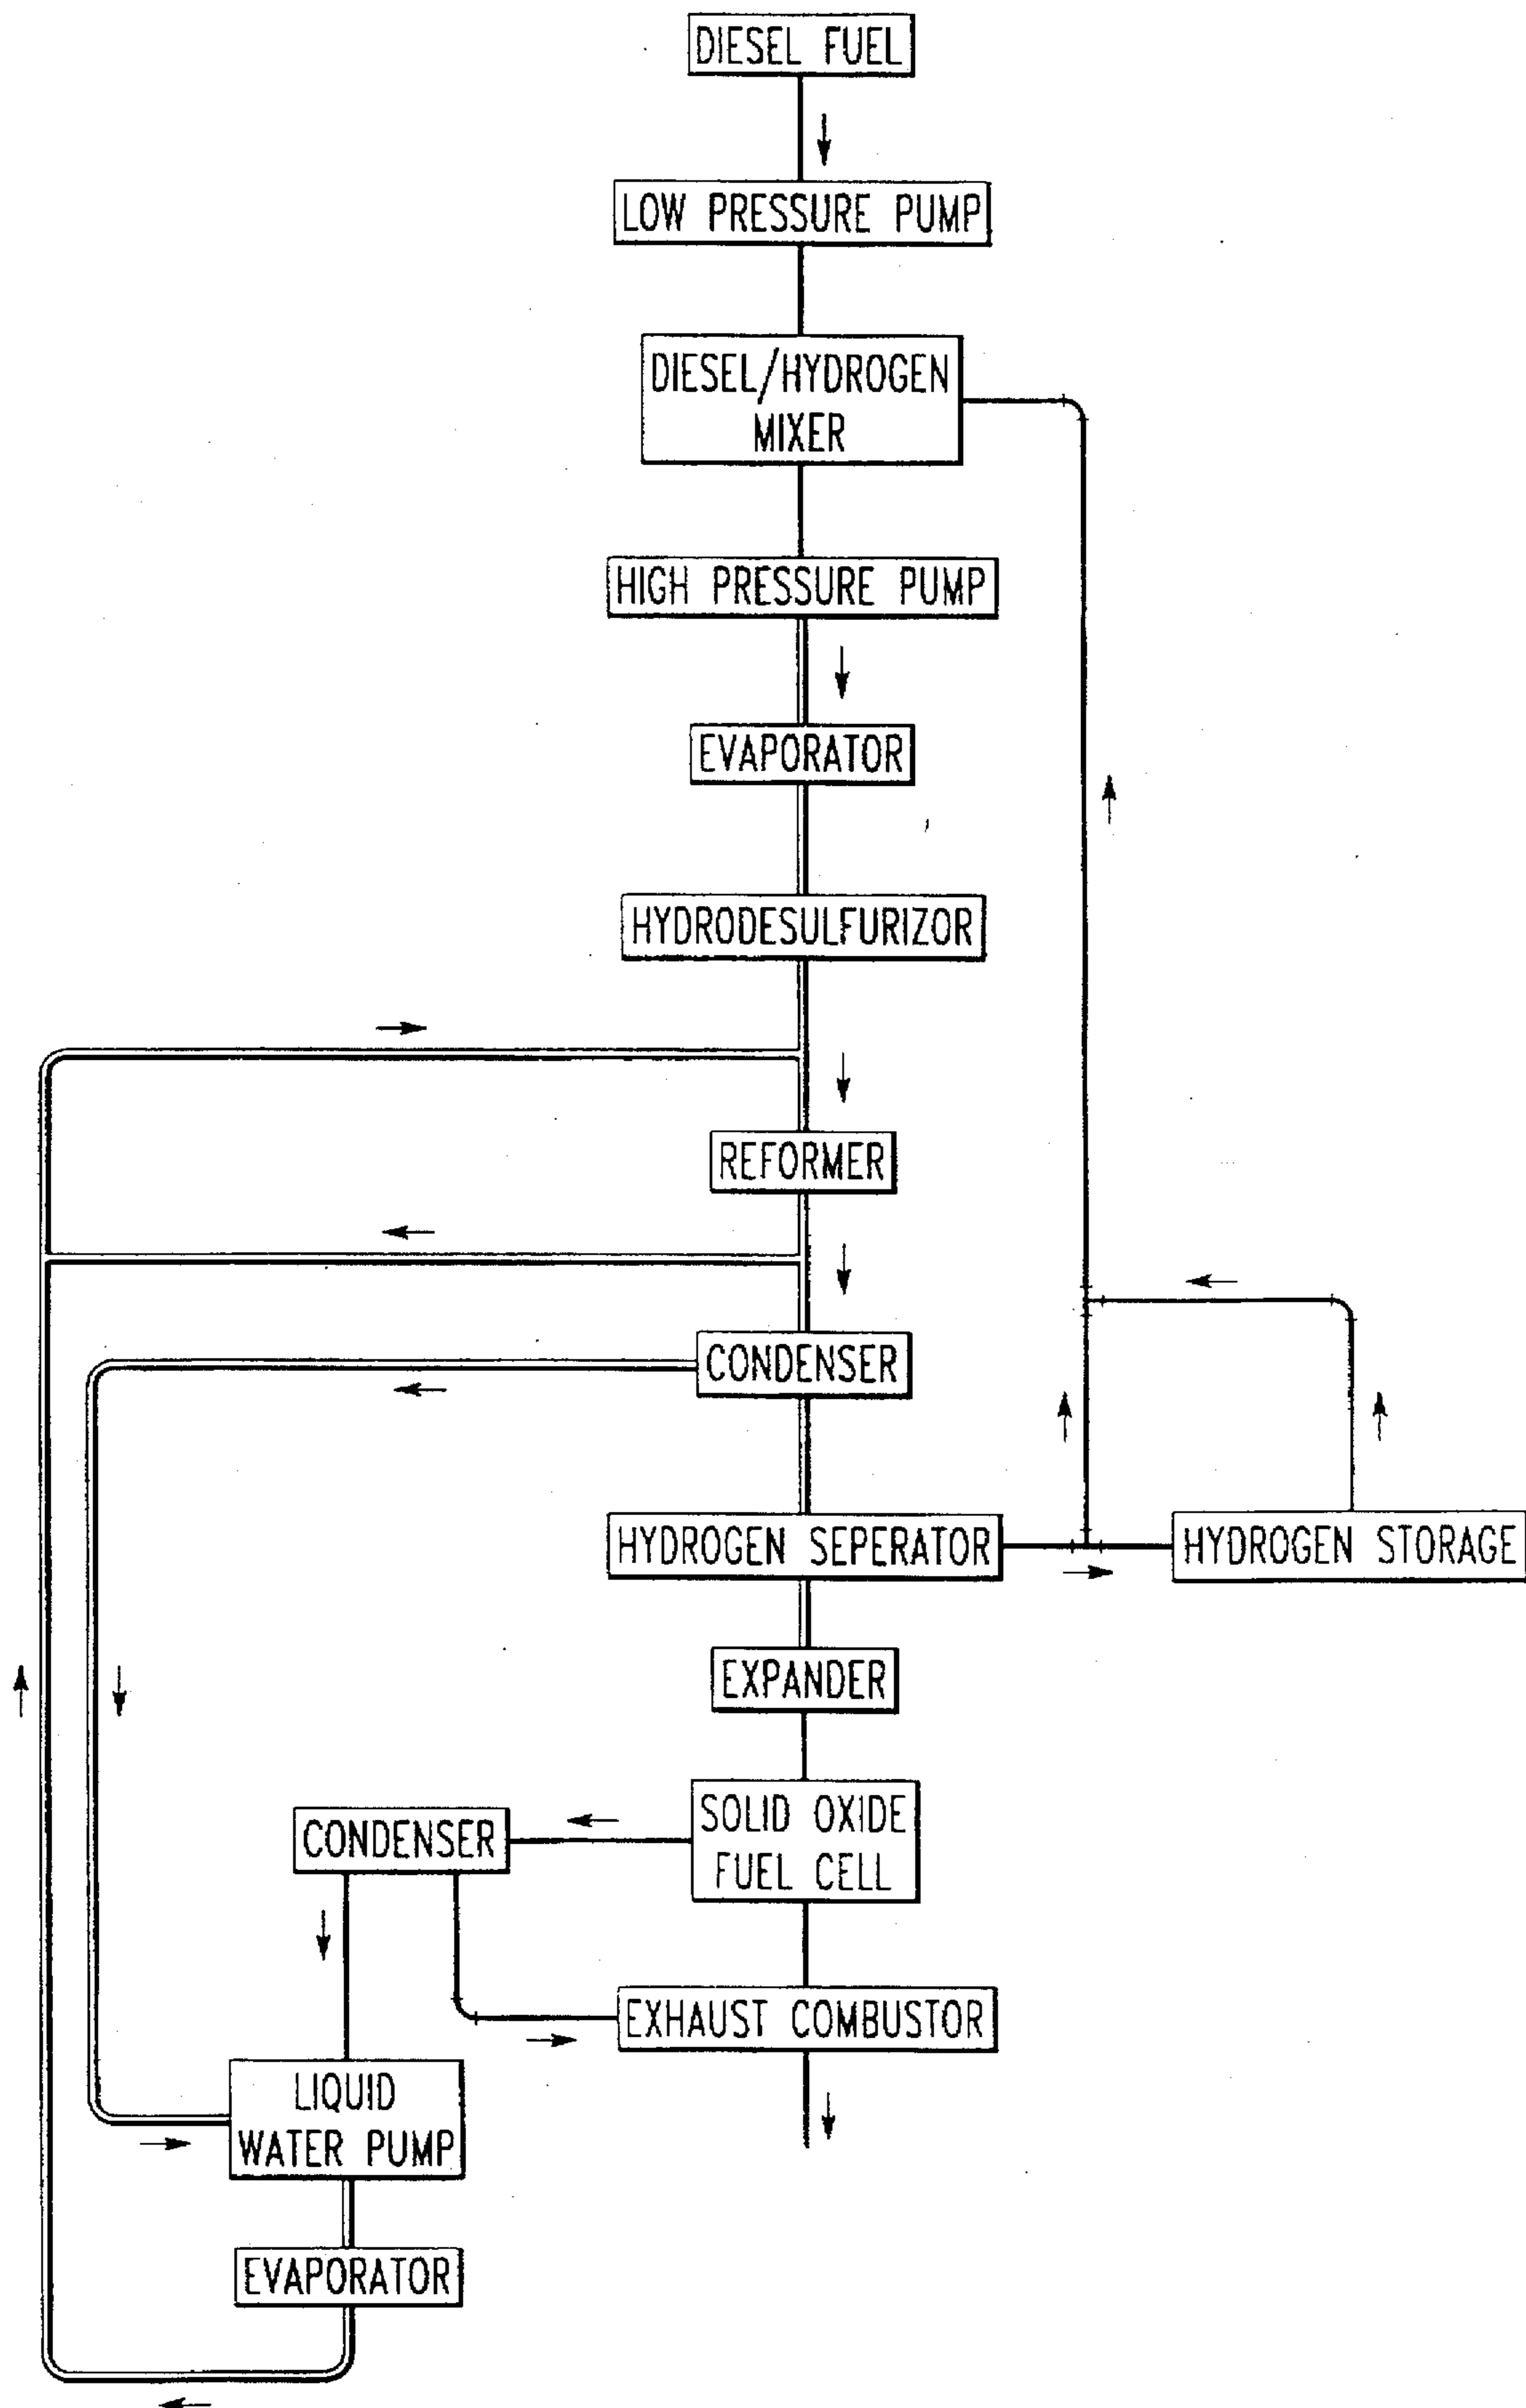 DIESEL FUEL
LOW PRESSURE PUMP
DIESEL/HYDROGEN
MIXER
HIGH PRESSURE PUMP
EVAPORATOR
HYDRODESULFURIZOR
REFORMER
CONDENSER
HYDROGEN SEPERATOR
HYDROGEN STORAGE
EXPANDER
SOLID OXIDE
FUEL CELL
CONDENSER
EXHAUST COMBUSTOR
LIQUID
WATER PUMP
EVAPORATOR